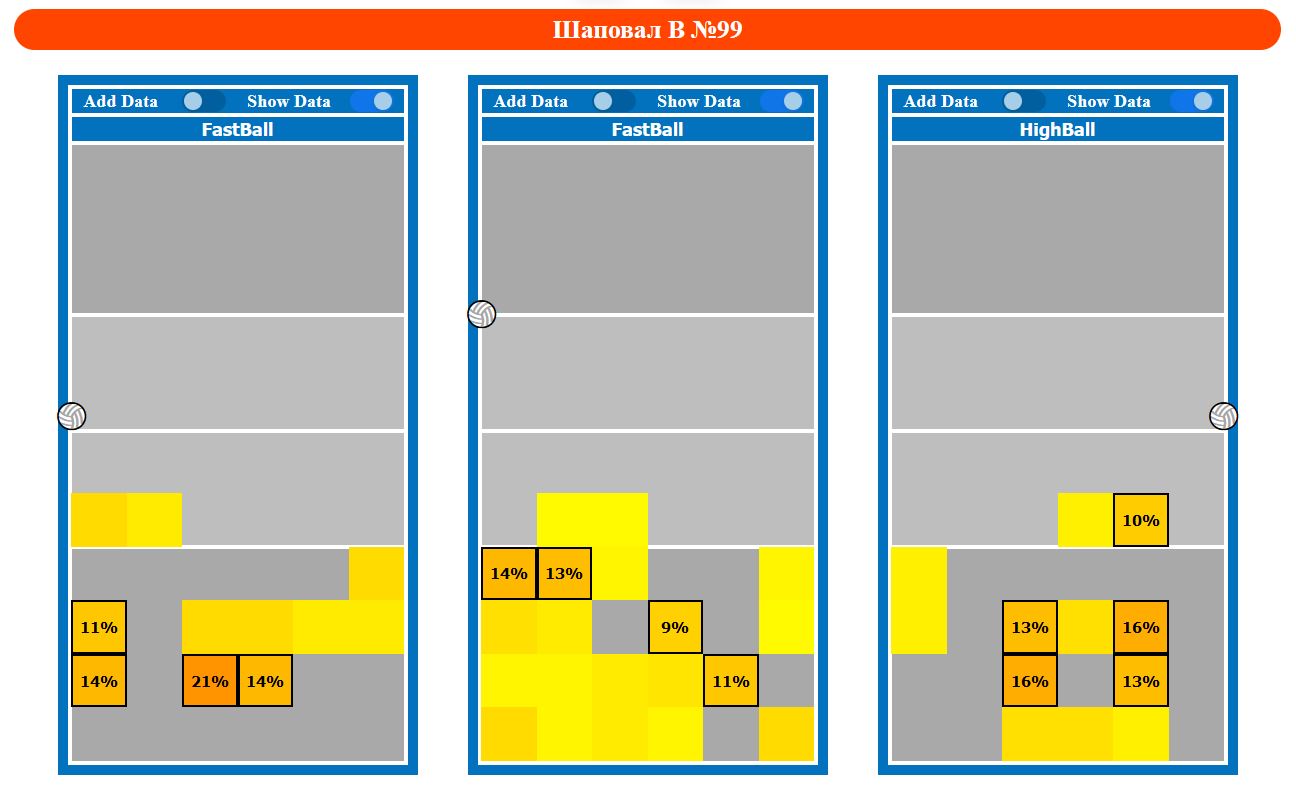 Шаповал В №99
Add Data Show Data
FastBall
11%
14% 21% 14%
Add Data Show Data
FastBall
14% 13%
9%
11%
Add Data Show Data
HighBall
10%
13% 16%
16% 13%